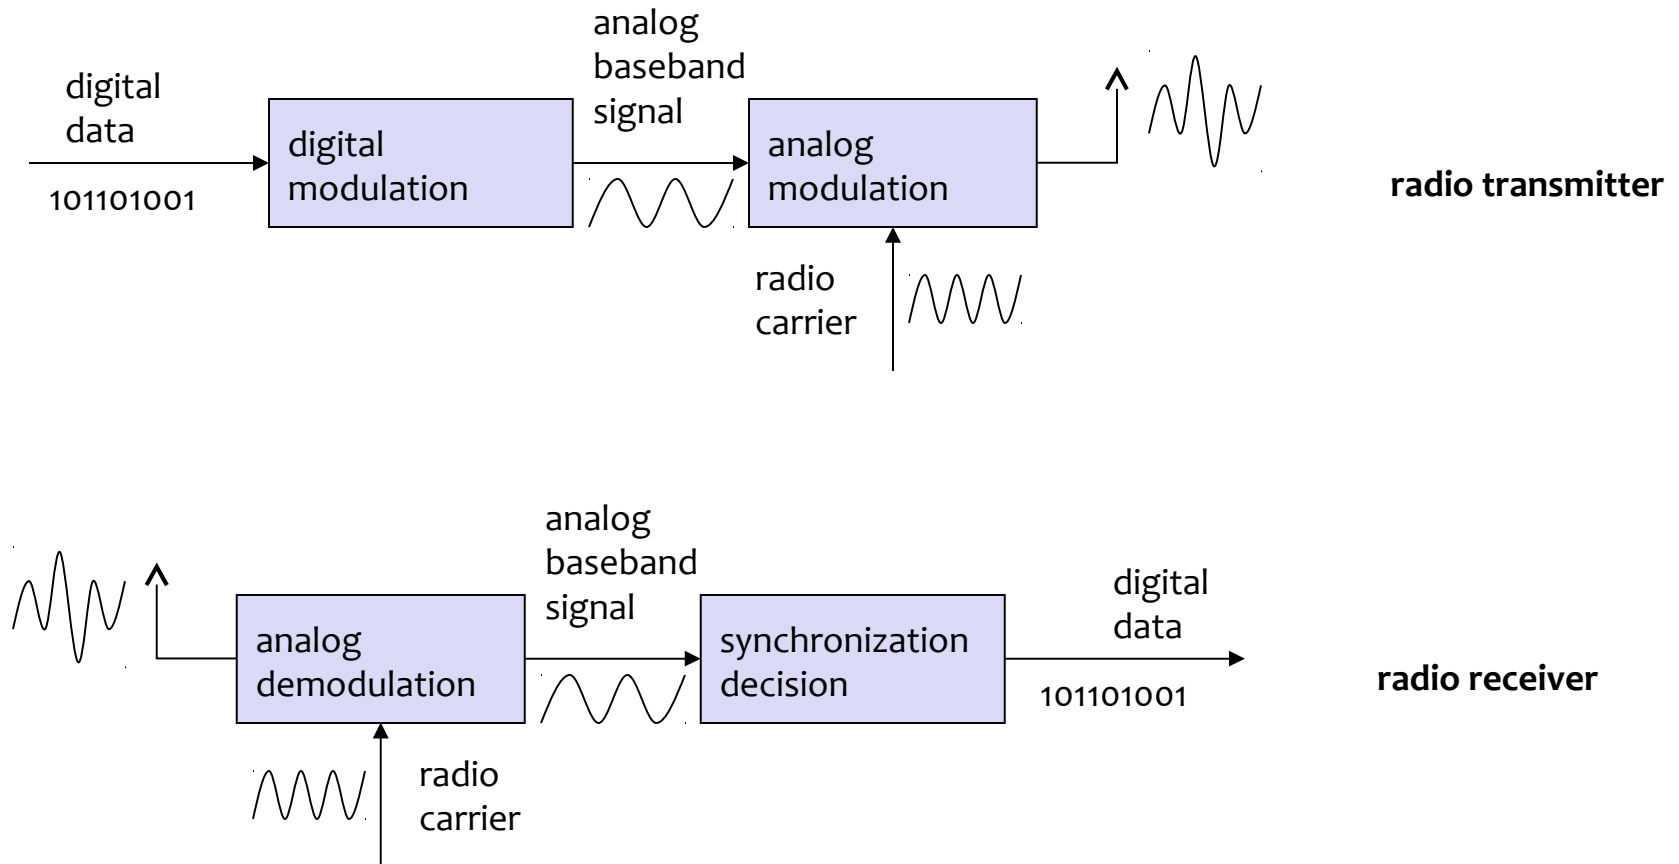 analog
baseband
signal
digital
data
101101001
digital
modulation
analog
modulation
radio transmitter
radio
carrier
analog
baseband
signal
digital
data
analog
demodulation
synchronization
decision
101101001
radio receiver
radio
carrier